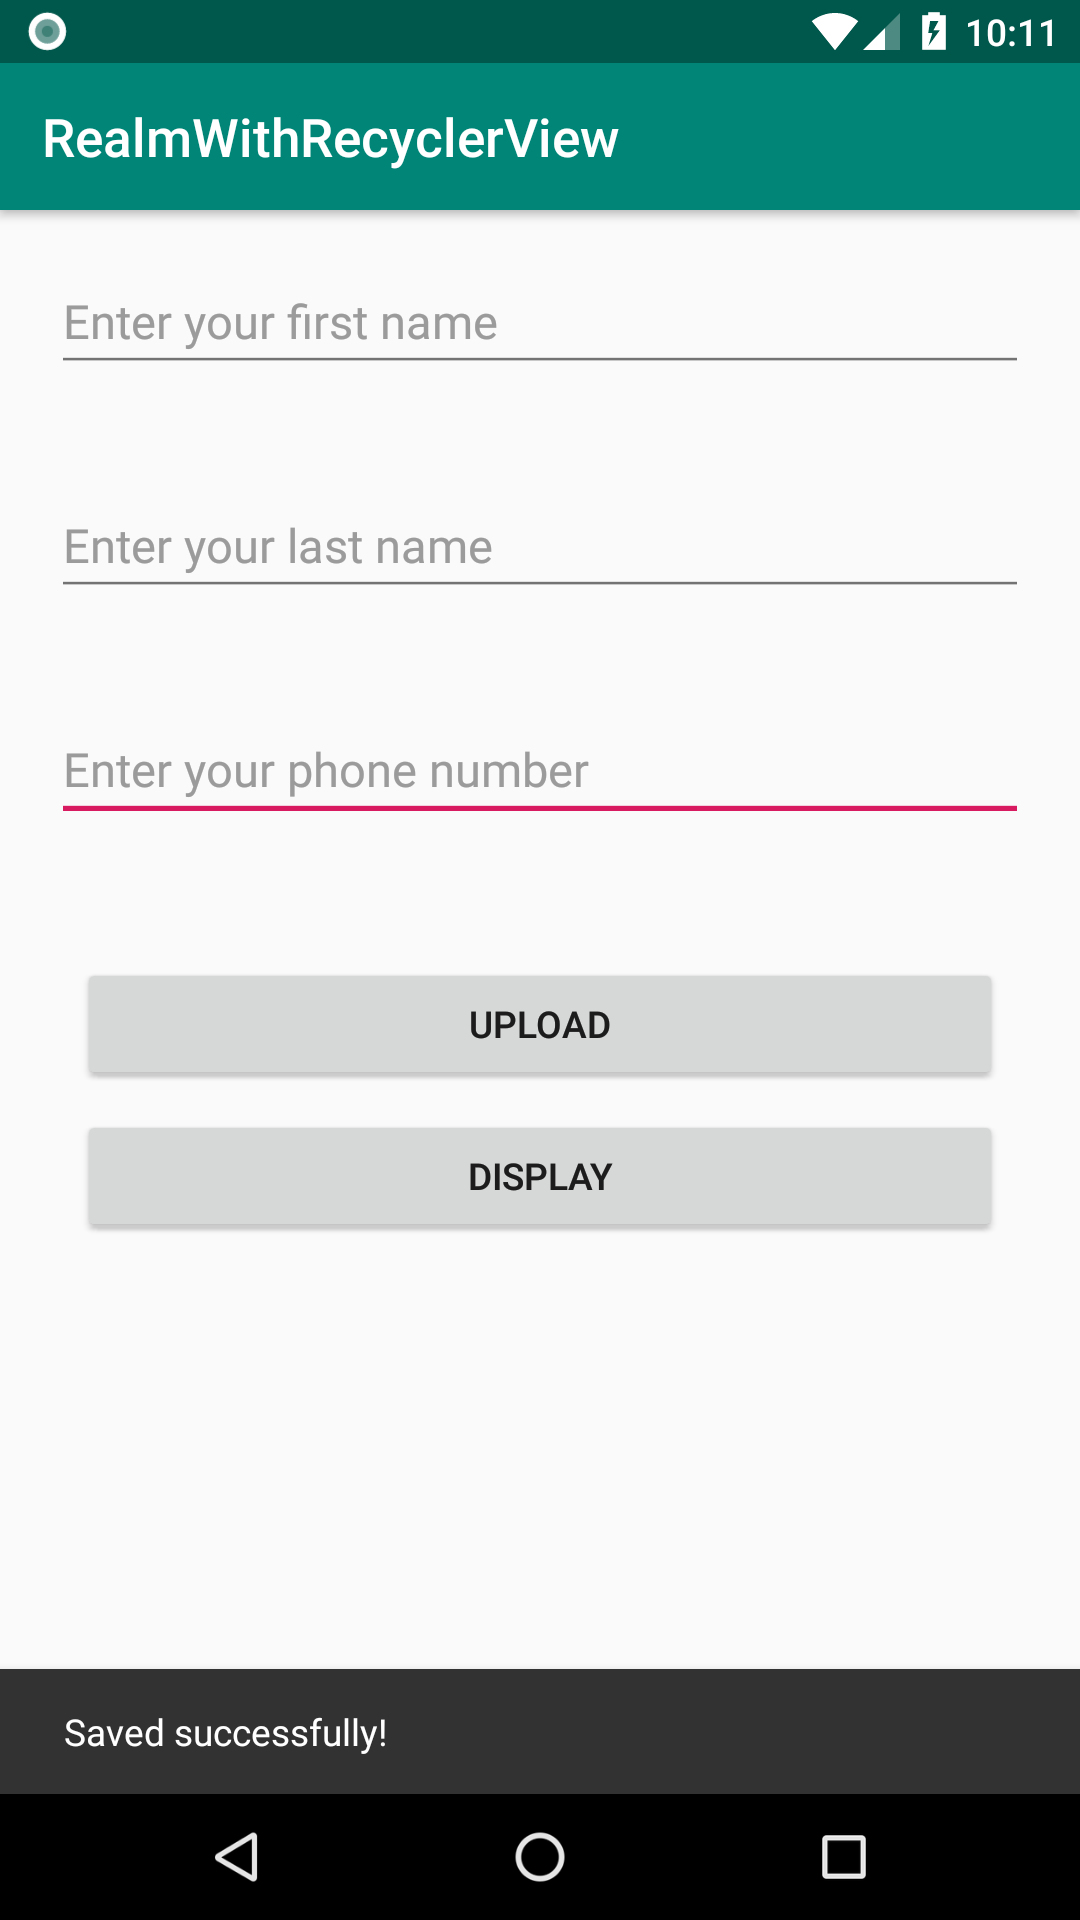 10:11
RealmWithRecyclerView
Enter your first name
Enter your last name
Enter your phone number
UPLOAD
DISPLAY
Saved successfully!